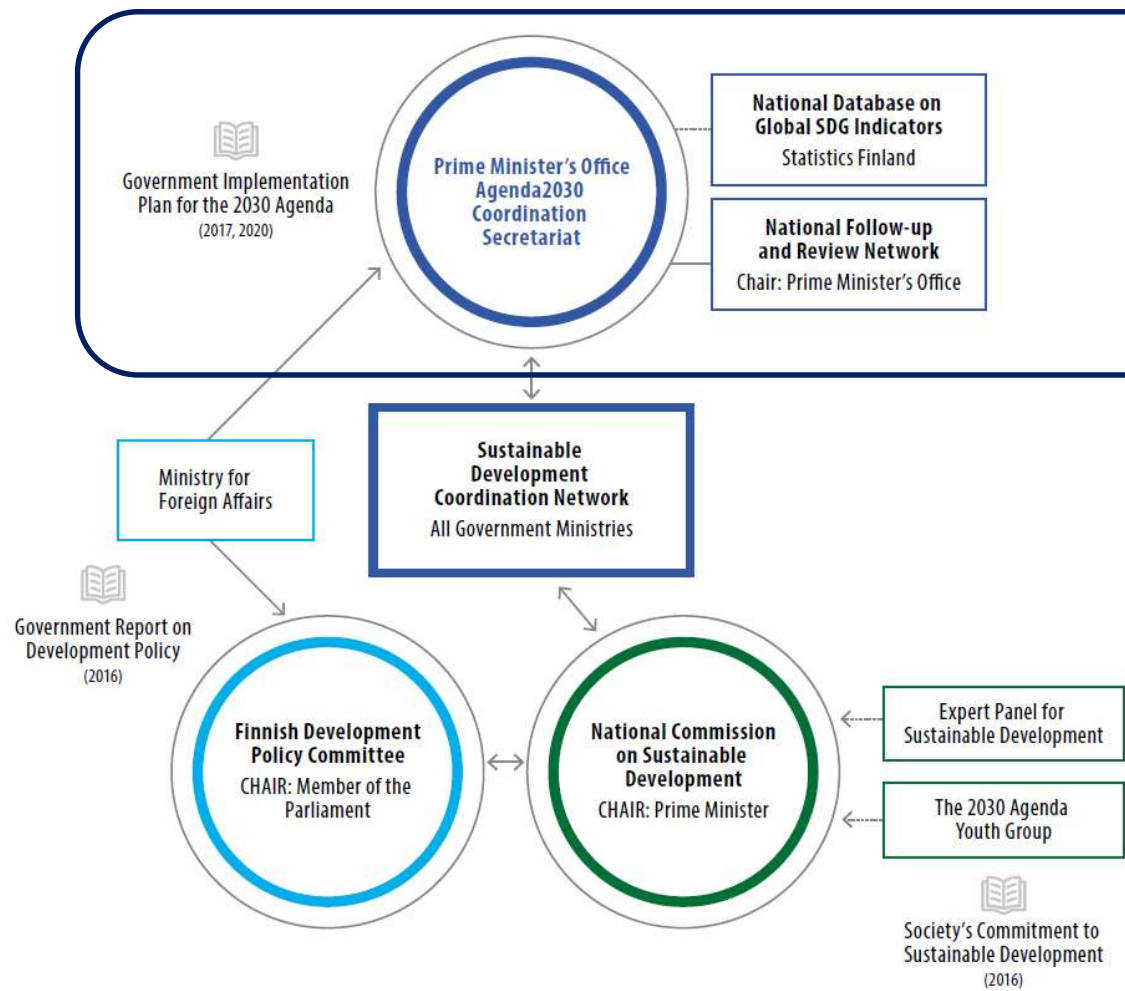 National Database on
Global SDG Indicators
Statistics Finland
Prime Minister's Office
Agenda2030
Coordination
Secretariat
Government Implementation
Plan for the 2030 Agenda
(2017, 2020)
National Follow-up
and Review Network
Chair: Prime Minister's Office
Sustainable
Development
Coordination Network
All Government Ministries
Ministry for
Foreign Affairs
Government Report on
Development Policy
(2016)
Finnish Development
Policy Committee
CHAIR: Member of the
Parliament
National Commission
on Sustainable
Development
CHAIR: Prime Minister
Expert Panel for
Sustainable Development
The 2030 Agenda
Youth Group
Society's Commitment to
Sustainable Development
(2016)